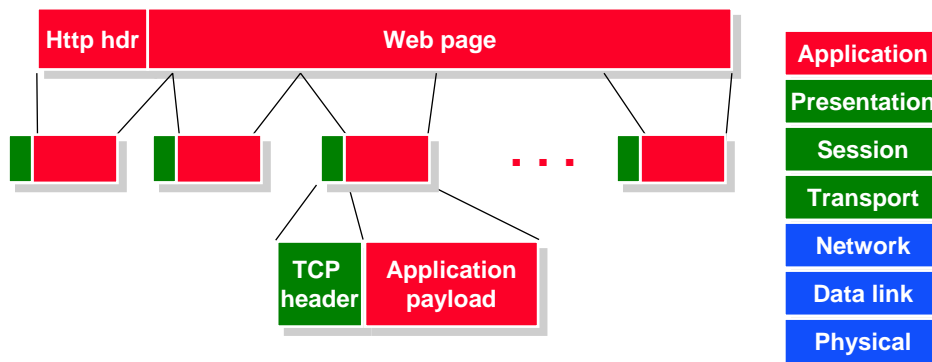 Http hdr
Web page
Application
Presentation
Session
Transport
Network
Data link
Physical
. . .
TCP
header
Application
payload